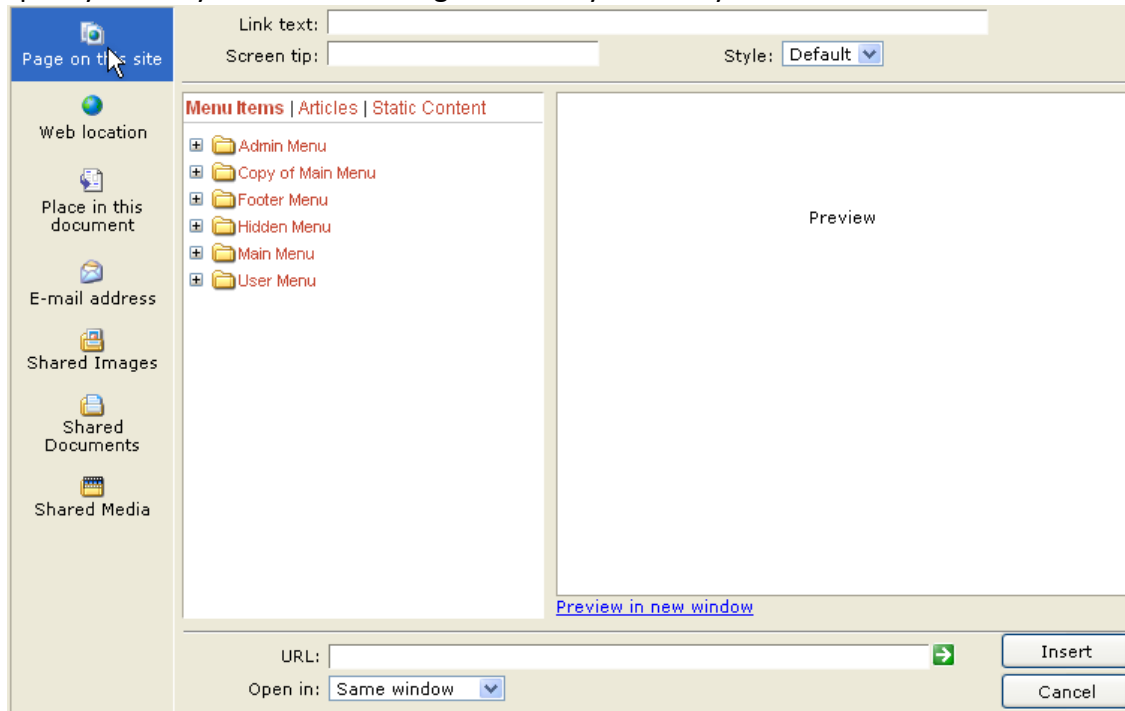 Page on this site
Web location
Place in this
document
E-mail address
Shared Images
Shared
Documents
Shared Media
Link text:
Screen tip:
Style: Default
Menu Items | Articles | Static Content
Admin Menu
Copy of Main Menu
Footer Menu
Hidden Menu
Main Menu
User Menu
Preview
Preview in new window
URL:
Open in: Same window
Insert
Cancel